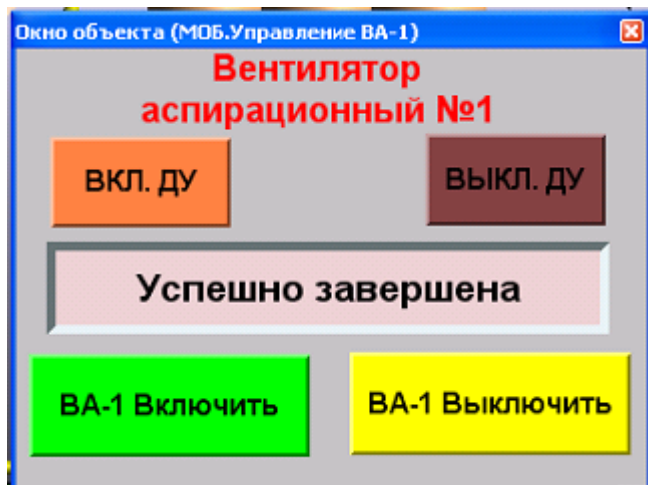 Окно объекта (МОБ.Управление ВА-1)
Вентилятор
аспирационный №1
ВКЛ. ДУ
ВЫКЛ. ДУ
Успешно завершена
ВА-1 Включить
ВА-1 Выключить